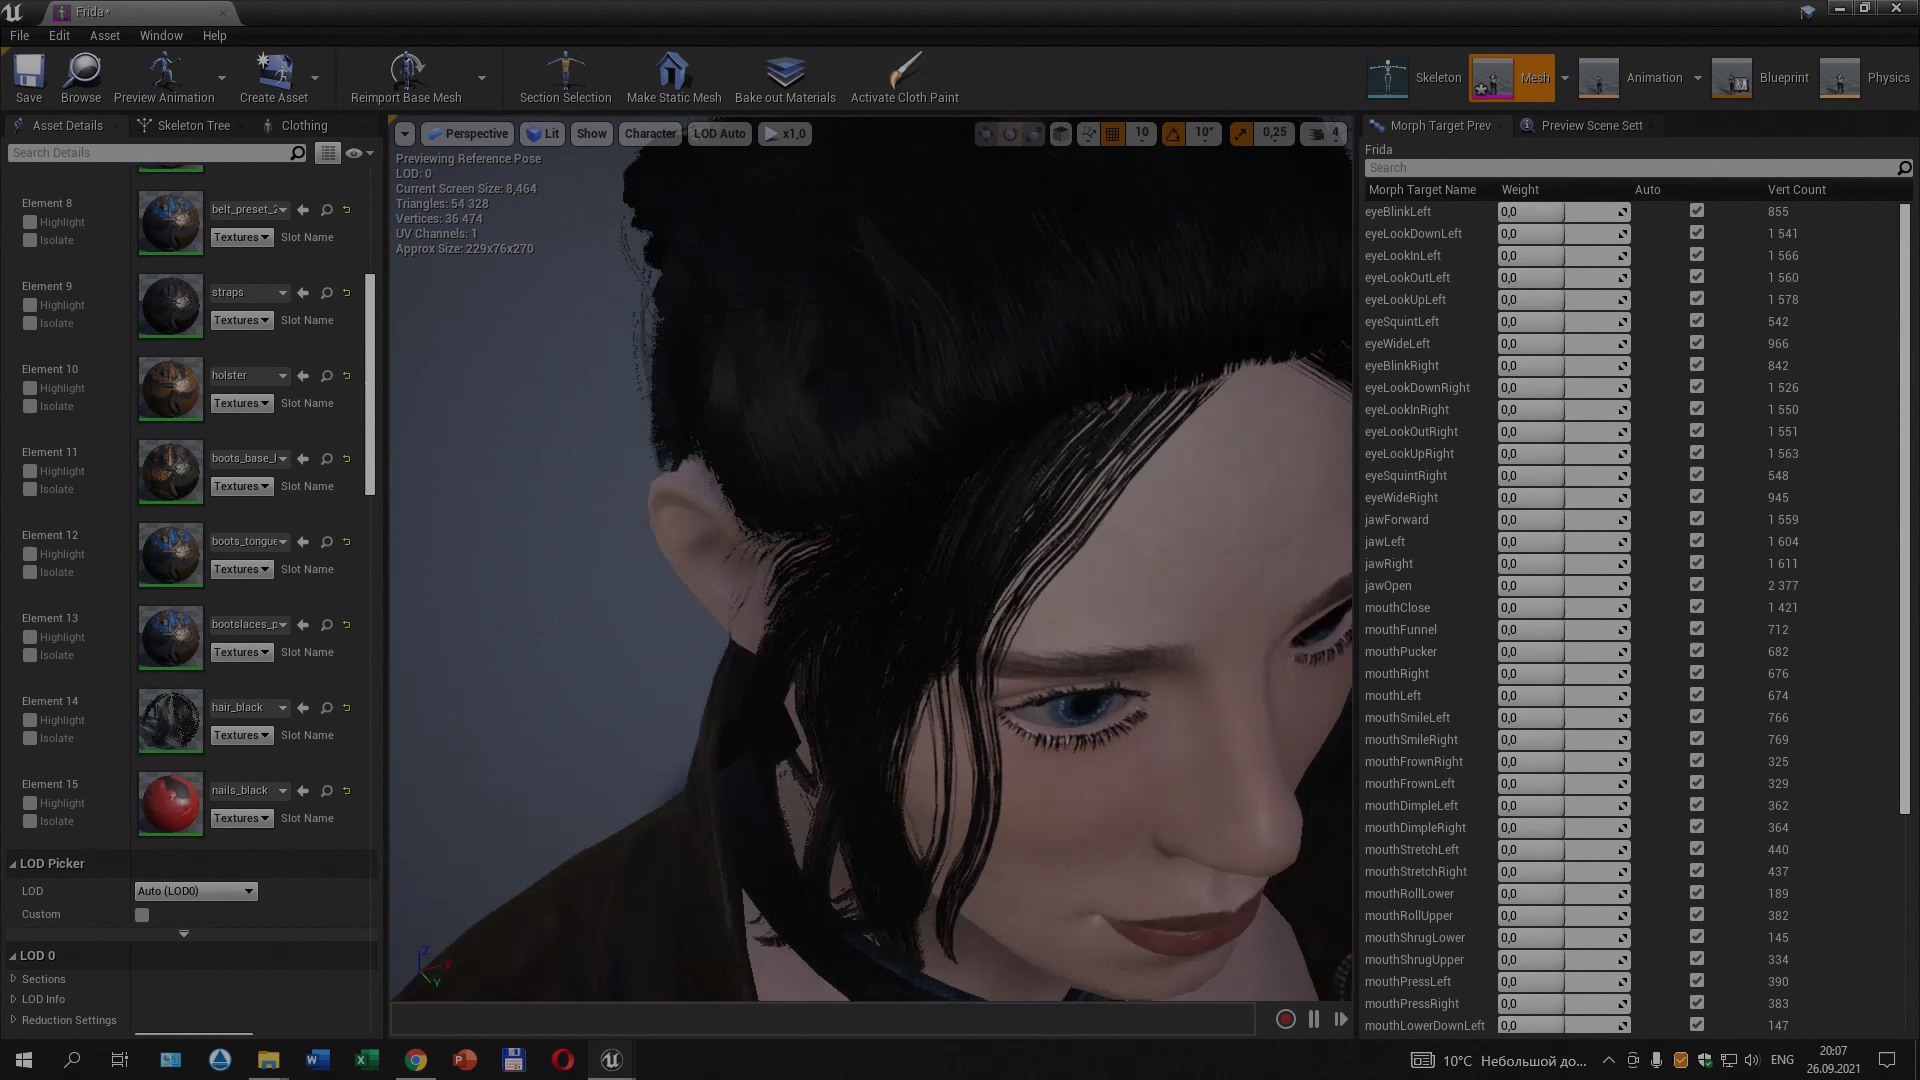 Frida*
File Edit Asset Window Help
Save Browse Preview Animation Create Asset Reimport Base Mesh Section Selection Make Static Mesh Bake out Materials Activate Cloth Paint Skeleton Mesh Animation Blueprint Physics
Asset Details Skeleton Tree Clothing
Search Details
Element 8
Highlight
Isolate
belt_preset_2
Textures Slot Name
Element 9
Highlight
Isolate
straps
Textures Slot Name
Element 10
Highlight
Isolate
holster
Textures Slot Name
Element 11
Highlight
Isolate
boots_base_l
Textures Slot Name
Element 12
Highlight
Isolate
boots_tongue
Textures Slot Name
Element 13
Highlight
Isolate
bootslaces_p
Textures Slot Name
Element 14
Highlight
Isolate
hair_black
Textures Slot Name
Element 15
Highlight
Isolate
nails_black
Textures Slot Name
LOD Picker
LOD Auto (LOD0)
Custom
LOD 0
Sections
LOD Info
Reduction Settings
Perspective Lit Show Character LOD Auto x1,0 10 10° 0,25 4
Previewing Reference Pose
LOD: 0
Current Screen Size: 8,464
Triangles: 54 328
Vertices: 36 474
UV Channels: 1
Approx Size: 229x76x270
Z
X
Y
Morph Target Prev Preview Scene Sett
Frida
Search
Morph Target Name Weight Auto Vert Count
eyeBlinkLeft 0,0 855
eyeLookDownLeft 0,0 1 541
eyeLookInLeft 0,0 1 566
eyeLookOutLeft 0,0 1 560
eyeLookUpLeft 0,0 1 578
eyeSquintLeft 0,0 542
eyeWideLeft 0,0 966
eyeBlinkRight 0,0 842
eyeLookDownRight 0,0 1 526
eyeLookInRight 0,0 1 550
eyeLookOutRight 0,0 1 551
eyeLookUpRight 0,0 1 563
eyeSquintRight 0,0 548
eyeWideRight 0,0 945
jawForward 0,0 1 559
jawLeft 0,0 1 604
jawRight 0,0 1 611
jawOpen 0,0 2 377
mouthClose 0,0 1 421
mouthFunnel 0,0 712
mouthPucker 0,0 682
mouthRight 0,0 676
mouthLeft 0,0 674
mouthSmileLeft 0,0 766
mouthSmileRight 0,0 769
mouthFrownRight 0,0 325
mouthFrownLeft 0,0 329
mouthDimpleLeft 0,0 362
mouthDimpleRight 0,0 364
mouthStretchLeft 0,0 440
mouthStretchRight 0,0 437
mouthRollLower 0,0 189
mouthRollUpper 0,0 382
mouthShrugLower 0,0 145
mouthShrugUpper 0,0 334
mouthPressLeft 0,0 390
mouthPressRight 0,0 383
mouthLowerDownLeft 0,0 147
10°C Небольшой до... ENG
20:07
26.09.2021